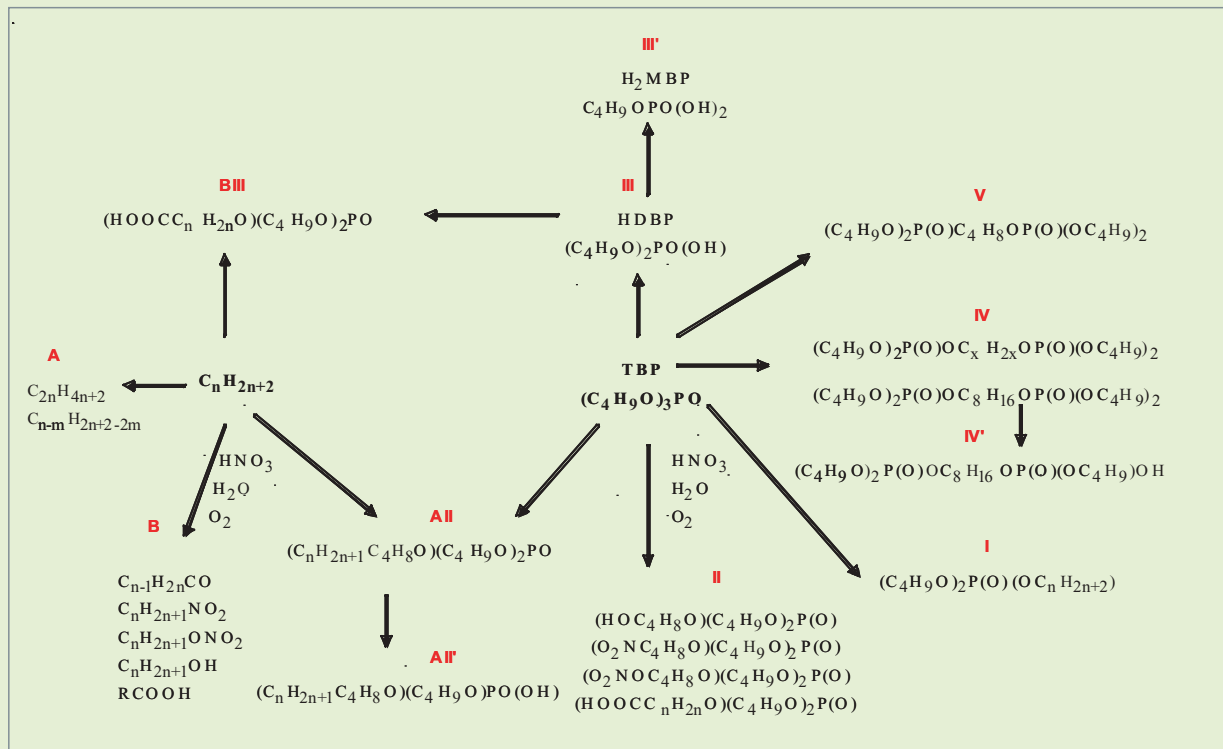 III'
H2MBP
C4H9OPO(OH)2
BIII
(HOOCCn H2nO)(C4 H9O)2PO
III
HDBP
(C4H9O)2PO(OH)
V
(C4H9O)2P(O)C4 H8OP(O)(OC4H9)2
IV
(C4H9O)2P(O)OCx H2xOP(O)(OC4H9)2
(C4H9O)2P(O)OC8 H16OP(O)(OC4H9)2
IV'
(C4H9O)2P(O)OC8H16 OP(O)(OC4H9)OH
A
C2nH4n+2
Cn-m H2n+2-2m
CnH2n+2
TBP
(C4H9O)3PO
HNO3
H2O
O2
HNO3
H2O
O2
B
Cn-1H2nCO
CnH2n+1NO2
CnH2n+1ONO2
CnH2n+1OH
RCOOH
AII
(CnH2n+1C4H8O)(C4 H9O)2PO
AII'
(CnH2n+1C4H8O)(C4H9O)PO(OH)
II
(HOC4H8O)(C4H9O)2P(O)
(O2NC4H8O)(C4H9O)2P(O)
(O2NOC4H8O)(C4H9O)2P(O)
(HOOCCnH2nO)(C4H9O)2P(O)
I
(C4H9O)2P(O)(OCnH2n+2)